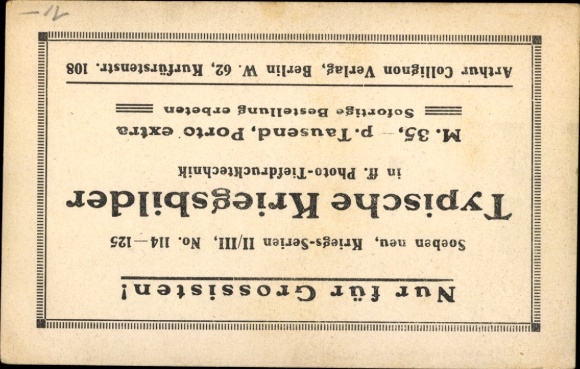 Nur für Grossisten!
Soeben neu, Kriegs-Serien II/III, No. 114—125
Typische Kriegsbilder
in ff. Photo-Tiefdrucktechnik
M. 35,— p. Tausend, Porto extra
Sofortige Bestellung erbeten
Arthur Collignon Verlag, Berlin W. 62, Kurfürstenstr. 108